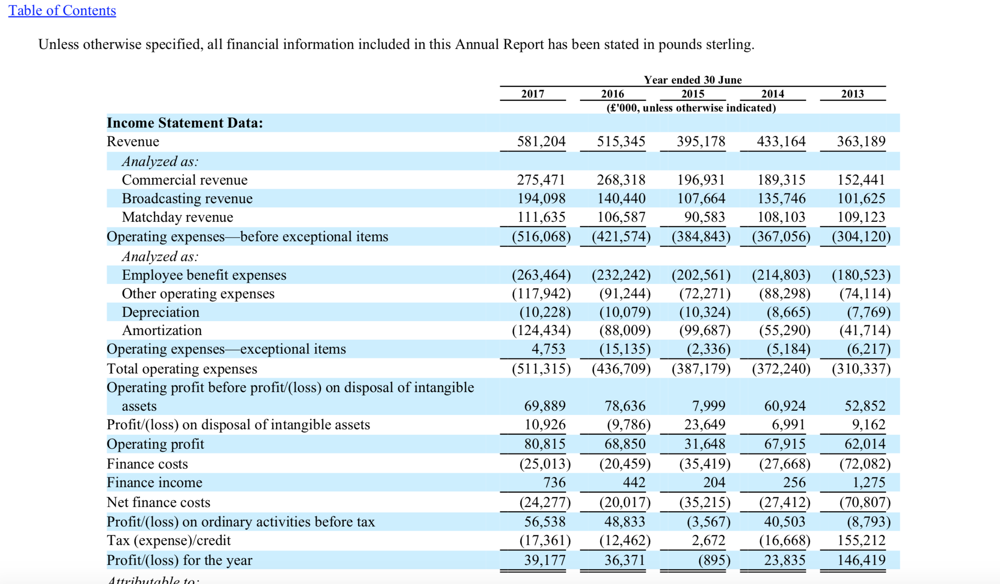 Table of Contents
Unless otherwise specified, all financial information included in this Annual Report has been stated in pounds sterling.
Year ended 30 June
2017 2016 2015 2014 2013
(£'000, unless otherwise indicated)
Income Statement Data:
Revenue 581,204 515,345 395,178 433,164 363,189
Analyzed as:
Commercial revenue 275,471 268,318 196,931 189,315 152,441
Broadcasting revenue 194,098 140,440 107,664 135,746 101,625
Matchday revenue 111,635 106,587 90,583 108,103 109,123
Operating expenses—before exceptional items (516,068) (421,574) (384,843) (367,056) (304,120)
Analyzed as:
Employee benefit expenses (263,464) (232,242) (202,561) (214,803) (180,523)
Other operating expenses (117,942) (91,244) (72,271) (88,298) (74,114)
Depreciation (10,228) (10,079) (10,324) (8,665) (7,769)
Amortization (124,434) (88,009) (99,687) (55,290) (41,714)
Operating expenses—exceptional items 4,753 (15,135) (2,336) (5,184) (6,217)
Total operating expenses (511,315) (436,709) (387,179) (372,240) (310,337)
Operating profit before profit/(loss) on disposal of intangible
assets 69,889 78,636 7,999 60,924 52,852
Profit/(loss) on disposal of intangible assets 10,926 (9,786) 23,649 6,991 9,162
Operating profit 80,815 68,850 31,648 67,915 62,014
Finance costs (25,013) (20,459) (35,419) (27,668) (72,082)
Finance income 736 442 204 256 1,275
Net finance costs (24,277) (20,017) (35,215) (27,412) (70,807)
Profit/(loss) on ordinary activities before tax 56,538 48,833 (3,567) 40,503 (8,793)
Tax (expense)/credit (17,361) (12,462) 2,672 (16,668) 155,212
Profit/(loss) for the year 39,177 36,371 (895) 23,835 146,419
Attributable to: